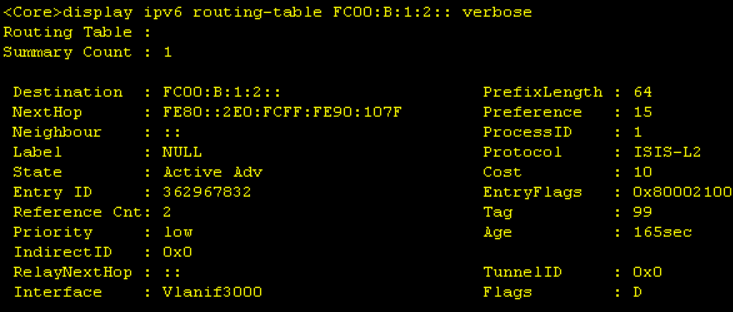 <Core>display ipv6 routing-table FC00:B:1:2:: verbose
Routing Table :
Summary Count : 1
Destination  : FC00:B:1:2::                    PrefixLength : 64
NextHop      : FE80::2E0:FCFF:FE90:107F        Preference   : 15
Neighbour    : ::                              ProcessID    : 1
Label        : NULL                            Protocol     : ISIS-L2
State        : Active Adv                      Cost         : 10
Entry ID     : 362967832                       EntryFlags   : 0x80002100
Reference Cnt: 2                               Tag          : 99
Priority     : low                             Age          : 165sec
IndirectID   : 0x0
RelayNextHop : ::                              TunnelID     : 0x0
Interface    : Vlanif3000                      Flags        : D